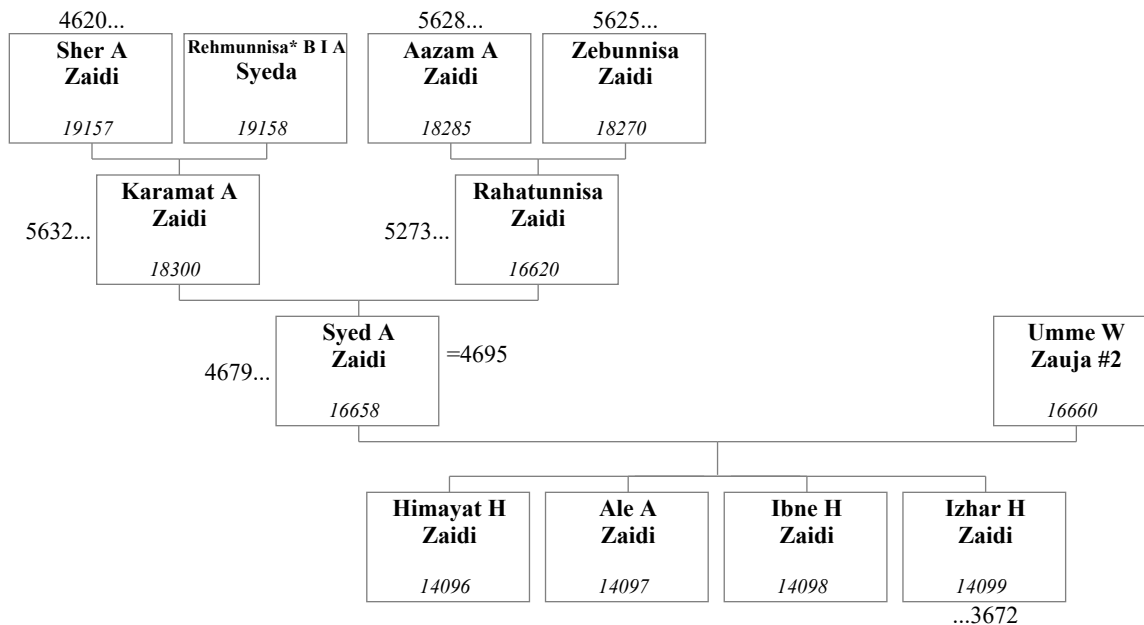 4620...
5628...
5625...
Sher A
Zaidi
19157
Rehmunnisa* B I A
Syeda
19158
Aazam A
Zaidi
18285
Zebunnisa
Zaidi
18270
5632...
Karamat A
Zaidi
18300
5273...
Rahatunnisa
Zaidi
16620
4679...
Syed A
Zaidi
16658
=4695
Umme W
Zauja #2
16660
Himayat H
Zaidi
14096
Ale A
Zaidi
14097
Ibne H
Zaidi
14098
Izhar H
Zaidi
14099
...3672